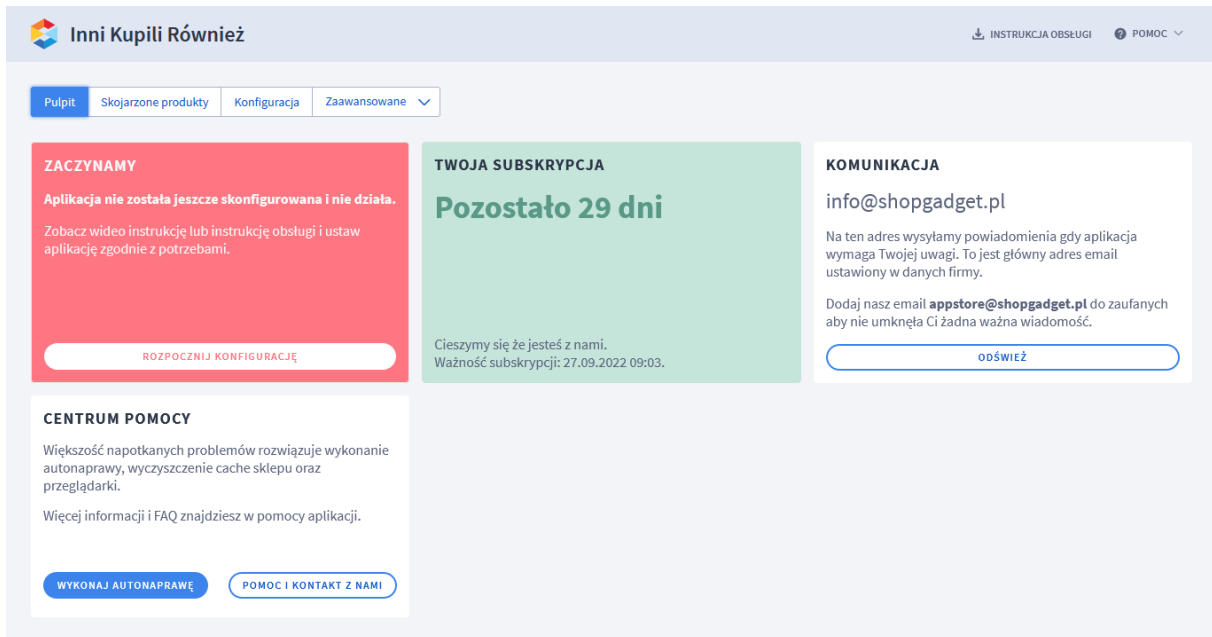 Inni Kupili Również
INSTRUKCJA OBSŁUGI
POMOC
Pulpit
Skojarzone produkty
Konfiguracja
Zaawansowane
ZACZYNAMY
Aplikacja nie została jeszcze skonfigurowana i nie działa.
Zobacz wideo instrukcję lub instrukcję obsługi i ustaw
aplikację zgodnie z potrzebami.
ROZPOCZNIJ KONFIGURACJĘ
TWOJA SUBSKRYPCJA
Pozostało 29 dni
Cieszymy się że jesteś z nami.
Ważność subskrypcji: 27.09.2022 09:03.
KOMUNIKACJA
info@shopgadget.pl
Na ten adres wysyłamy powiadomienia gdy aplikacja
wymaga Twojej uwagi. To jest główny adres email
ustawiony w danych firmy.
Dodaj nasz email appstore@shopgadget.pl do zaufanych
aby nie umknęła Ci żadna ważna wiadomość.
ODŚWIEŻ
CENTRUM POMOCY
Większość napotkanych problemów rozwiązuje wykonanie
autonaprawy, wyczyszczenie cache sklepu oraz
przeglądarki.
Więcej informacji i FAQ znajdziesz w pomocy aplikacji.
WYKONAJ AUTONAPRAWĘ
POMOC I KONTAKT Z NAMI